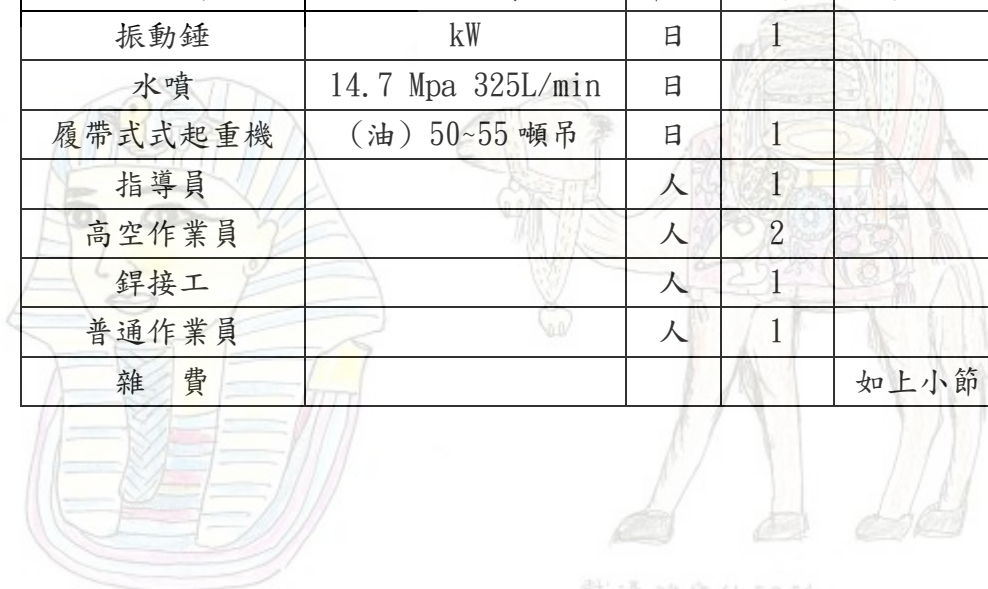 振動錘 kW 日 1
水噴 14.7 Mpa 325L/min 日
履帶式式起重機 (油) 50~55 噸吊 日 1
指導員 人 1
高空作業員 人 2
銲接工 人 1
普通作業員 人 1
雜 費 如上小節